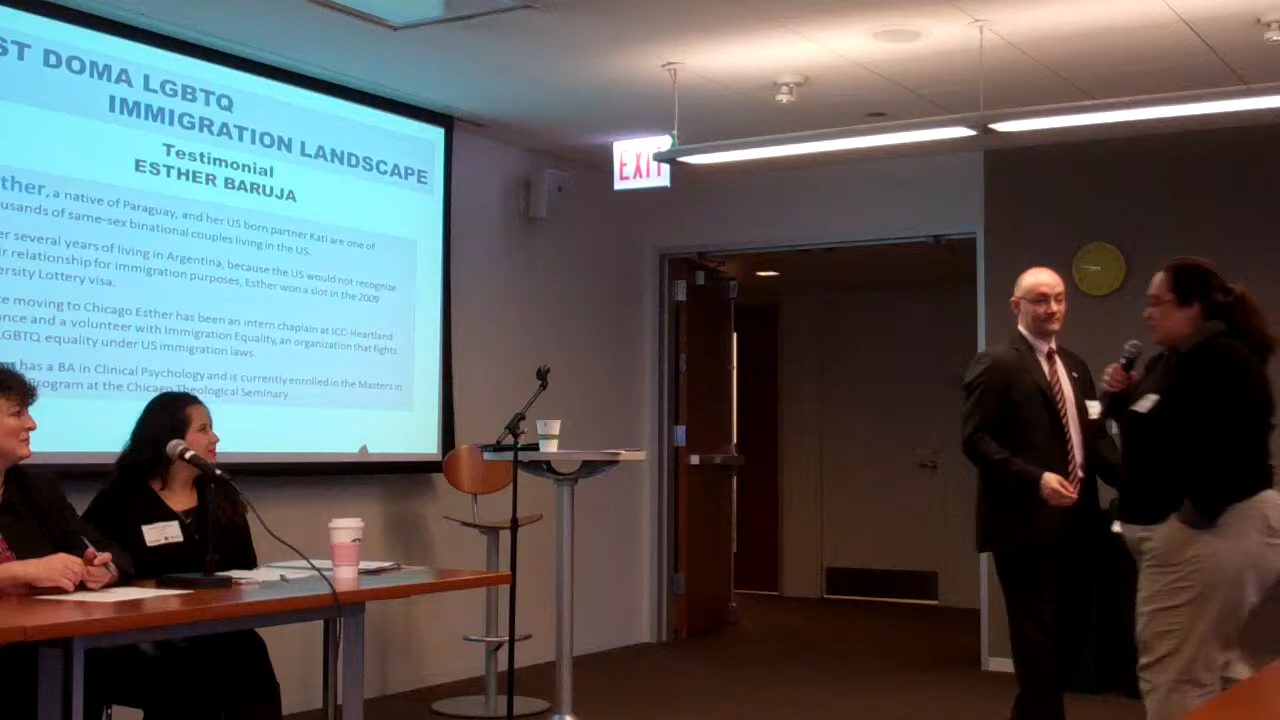 ST DOMA LGBTQ
IMMIGRATION LANDSCAPE
Testimonial
ESTHER BARUJA
ther, a native of Paraguay, and her US born partner Kati are one of
usands of same-sex binational couples living in the US.
er several years of living in Argentina, because the US would not recognize
ir relationship for immigration purposes, Esther won a slot in the 2009
ersity Lottery visa.
ce moving to Chicago Esther has been an intern chaplain at ICC-Heartland
ance and a volunteer with Immigration Equality, an organization that fights
LGBTQ equality under US immigration laws.
has a BA in Clinical Psychology and is currently enrolled in the Masters in
program at the Chicago Theological Seminary
EXIT